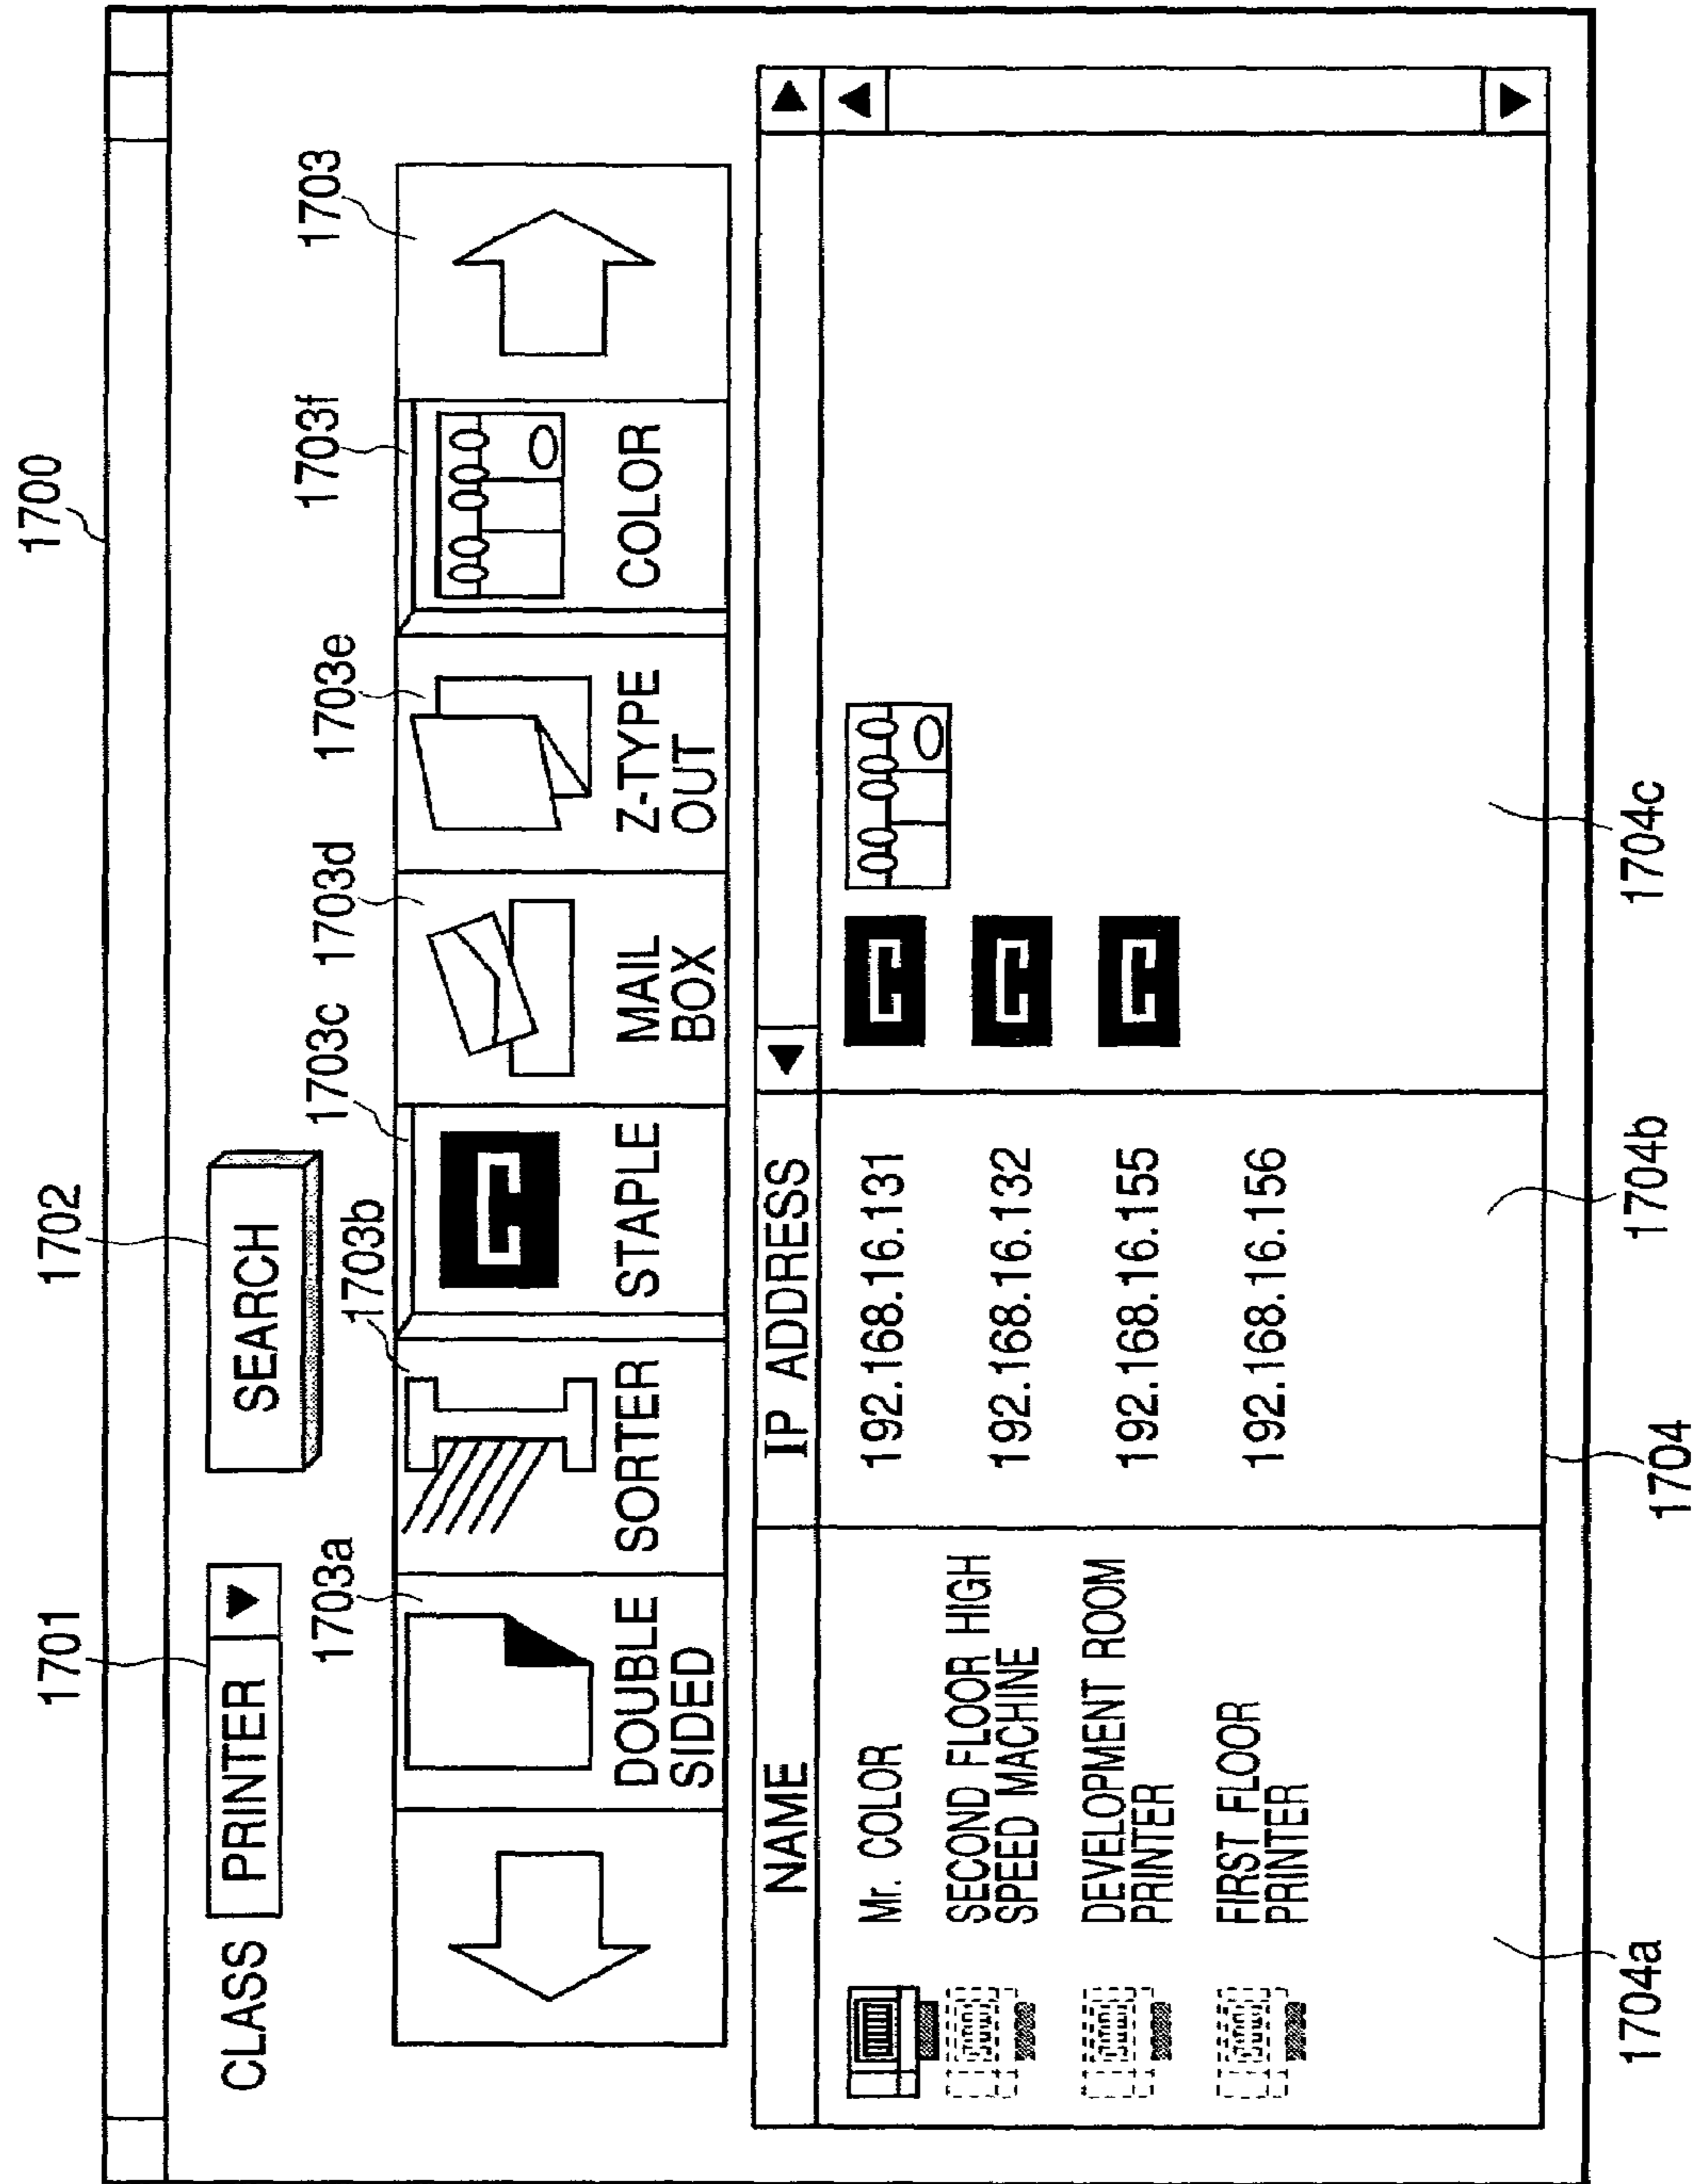 1700
1701
1702
CLASS PRINTER
SEARCH
1703a
1703b
1703c
1703d
1703e
1703f
1703
DOUBLE
SIDED
SORTER
STAPLE
MAIL
BOX
Z-TYPE
OUT
COLOR
NAME
IP ADDRESS
Mr. COLOR
192.168.16.131
SECOND FLOOR HIGH
SPEED MACHINE
192.168.16.132
DEVELOPMENT ROOM
PRINTER
192.168.16.155
FIRST FLOOR
PRINTER
192.168.16.156
1704a
1704
1704b
1704c